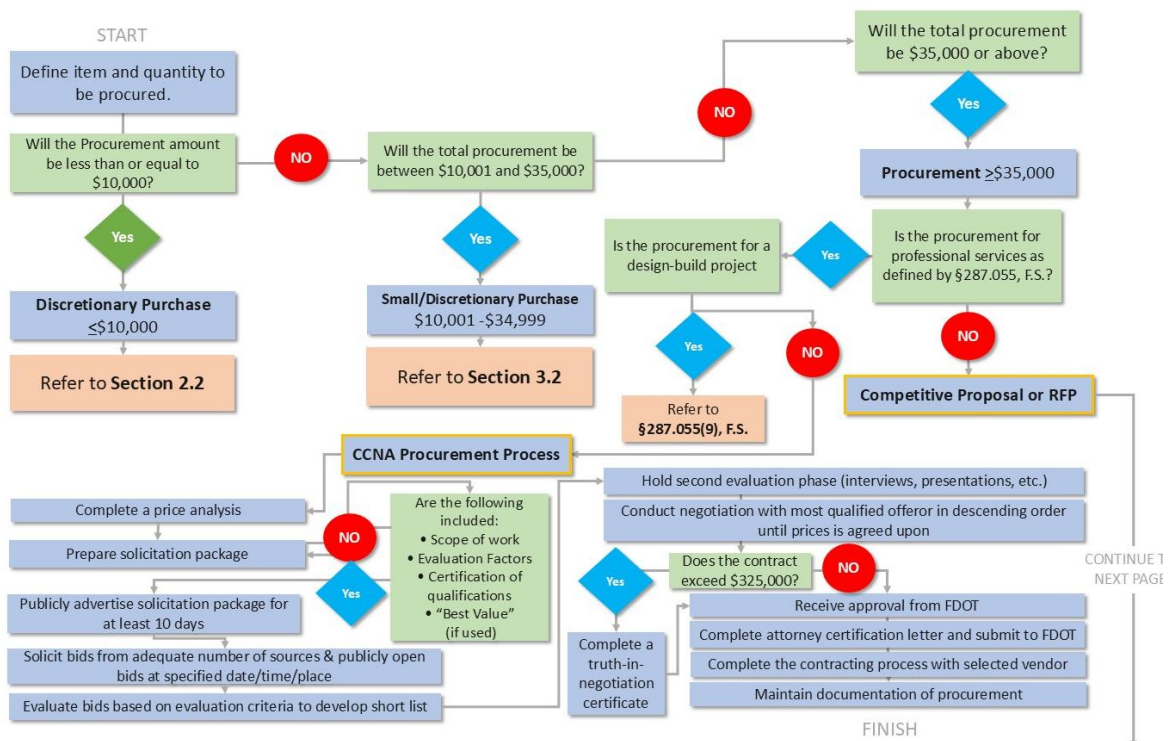 START
Define item and quantity to
be procured.
Will the Procurement amount
be less than or equal to
$10,000?
NO
Yes
Discretionary Purchase
≤$10,000
Refer to Section 2.2
Will the total procurement be
between $10,001 and $35,000?
NO
Yes
Small/Discretionary Purchase
$10,001 -$34,999
Refer to Section 3.2
Will the total procurement
be $35,000 or above?
Yes
Procurement ≥$35,000
Is the procurement for
professional services as
defined by §287.055, F.S.?
Yes
NO
Competitive Proposal or RFP
Is the procurement for a
design-build project
Yes
NO
Refer to
§287.055(9), F.S.
CCNA Procurement Process
Complete a price analysis
Prepare solicitation package
NO
Are the following
included:
• Scope of work
• Evaluation Factors
• Certification of
qualifications
• “Best Value”
(if used)
Yes
Publicly advertise solicitation package for
at least 10 days
Solicit bids from adequate number of sources & publicly open
bids at specified date/time/place
Evaluate bids based on evaluation criteria to develop short list
Hold second evaluation phase (interviews, presentations, etc.)
Conduct negotiation with most qualified offeror in descending order
until prices is agreed upon
Does the contract
exceed $325,000?
Yes
NO
Complete a
truth-in-
negotiation
certificate
Receive approval from FDOT
Complete attorney certification letter and submit to FDOT
Complete the contracting process with selected vendor
Maintain documentation of procurement
FINISH
CONTINUE T
NEXT PAGE